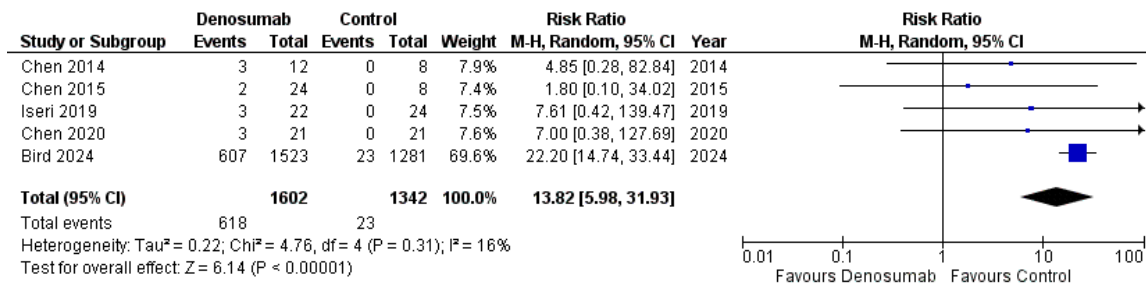 Denosumab Control Risk Ratio Risk Ratio
Study or Subgroup Events Total Events Total Weight M-H, Random, 95% CI Year M-H, Random, 95% CI
Chen 2014 3 12 0 8 7.9% 4.85 [0.28, 82.84] 2014
Chen 2015 2 24 0 8 7.4% 1.80 [0.10, 34.02] 2015
Iseri 2019 3 22 0 24 7.5% 7.61 [0.42, 139.47] 2019
Chen 2020 3 21 0 21 7.6% 7.00 [0.38, 127.69] 2020
Bird 2024 607 1523 23 1281 69.6% 22.20 [14.74, 33.44] 2024
Total (95% CI) 1602 1342 100.0% 13.82 [5.98, 31.93]
Total events 618 23
Heterogeneity: Tau² = 0.22; Chi² = 4.76, df = 4 (P = 0.31); I² = 16%
Test for overall effect: Z = 6.14 (P < 0.00001)
0.01 0.1 1 10 100
Favours Denosumab Favours Control